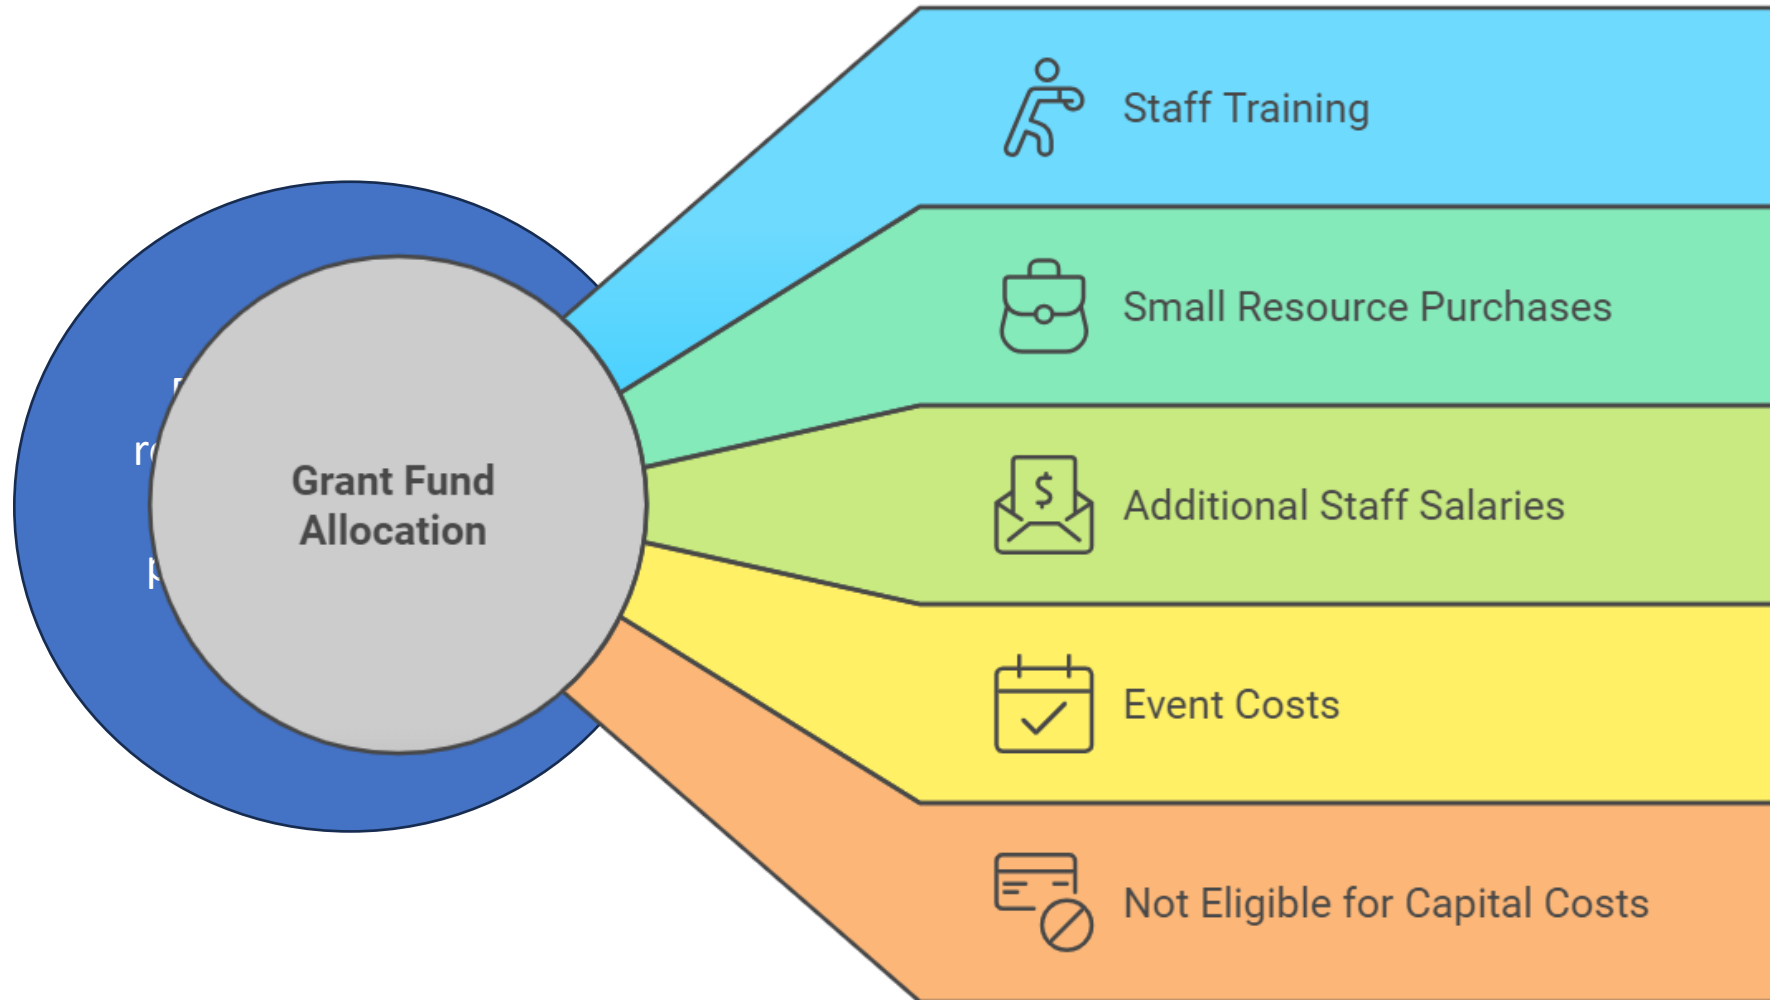 Staff Training
Small Resource Purchases
Grant Fund
Allocation
Additional Staff Salaries
Event Costs
Not Eligible for Capital Costs